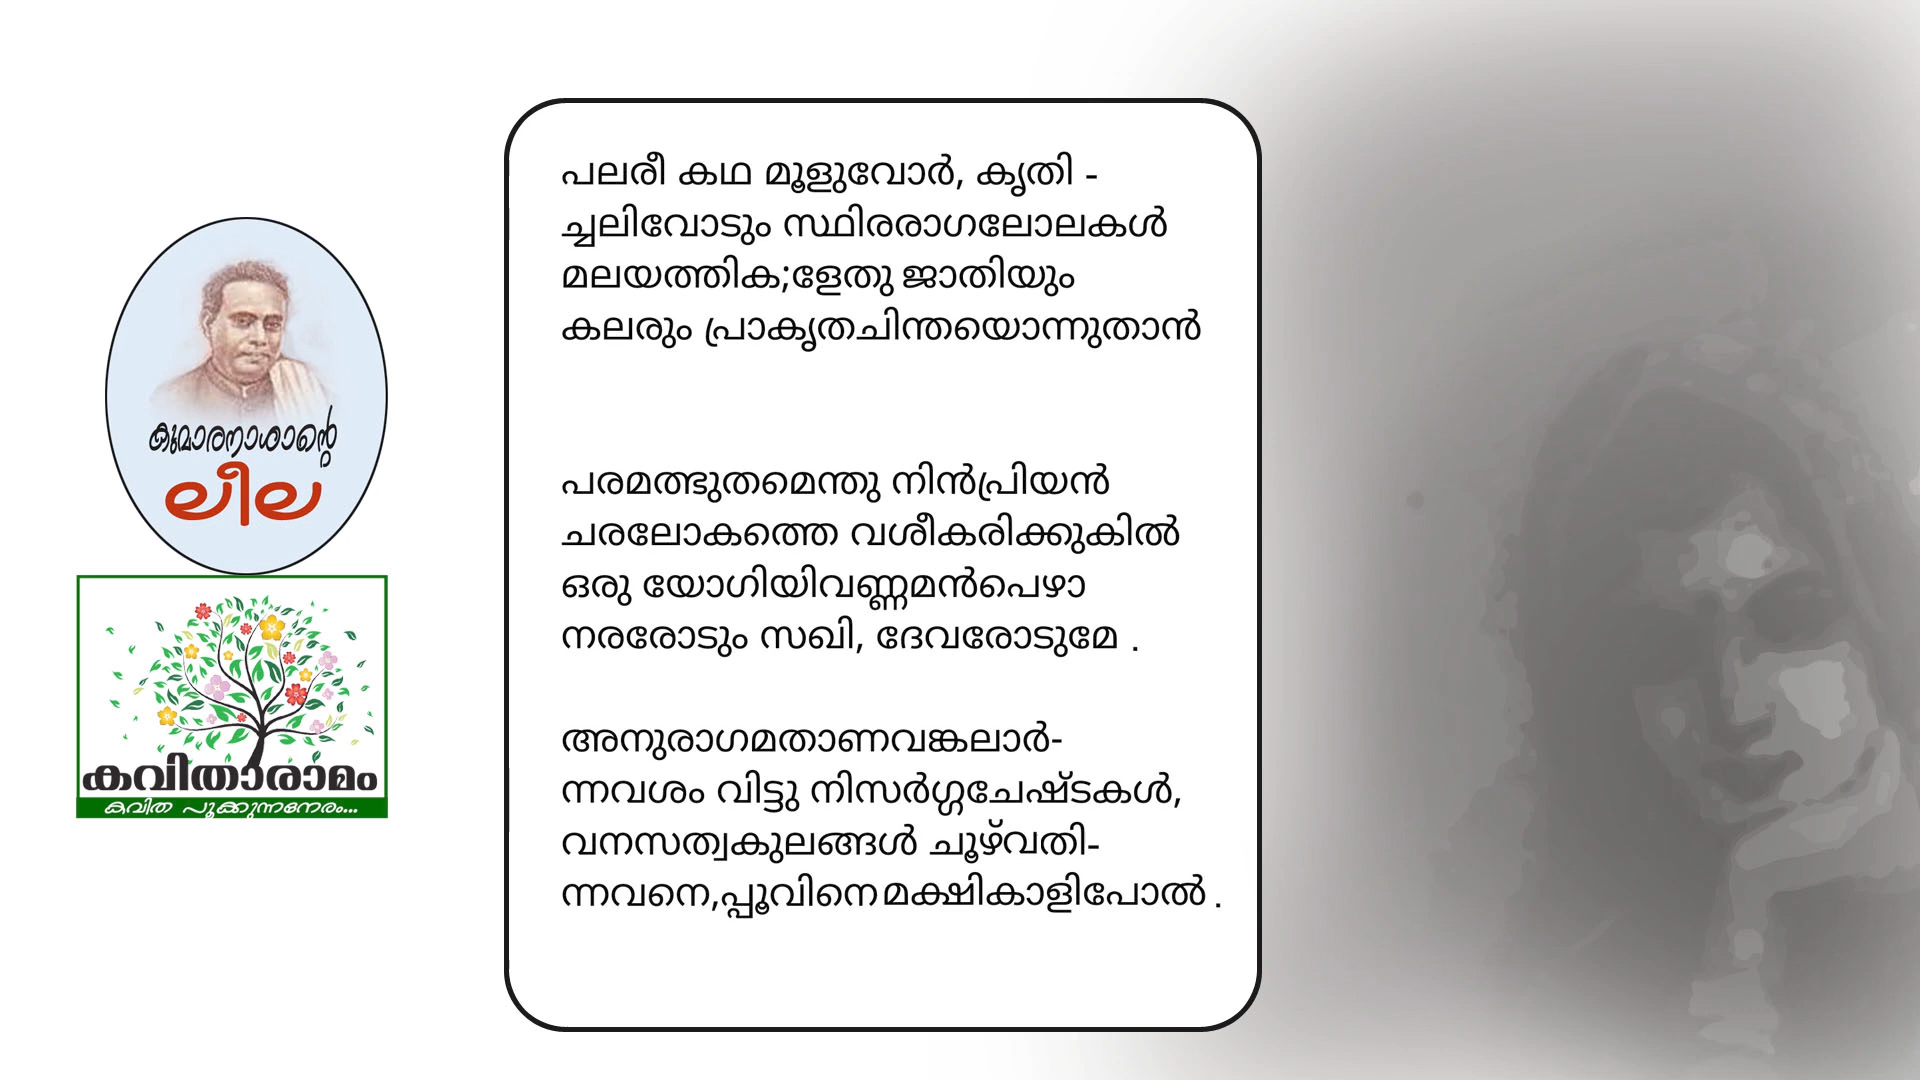 കുമാരനാശാന്റെ
ലീല
കവിതാരാമം
കവിത പൂക്കുന്നനേരം...
പലരീ കഥ മൂളുവോർ, കൃതി -
ച്ചലിവോടും സ്ഥിരരാഗലോലകൾ
മലയത്തിക;ളേതു ജാതിയും
കലരും പ്രാകൃതചിന്തയൊന്നുതാൻ
പരമത്ഭുതമെന്തു നിൻപ്രിയൻ
ചരലോകത്തെ വശീകരിക്കുകിൽ
ഒരു യോഗിയിവണ്ണമൻപെഴാ
നരരോടും സഖി, ദേവരോടുമേ .
അനുരാഗമതാണവങ്കലാർ-
ന്നവശം വിട്ടു നിസർഗ്ഗചേഷ്ടകൾ,
വനസത്വകുലങ്ങൾ ചൂഴ്‌വതി-
ന്നവനെ,പ്പൂവിനെമക്ഷികാളിപോൽ .